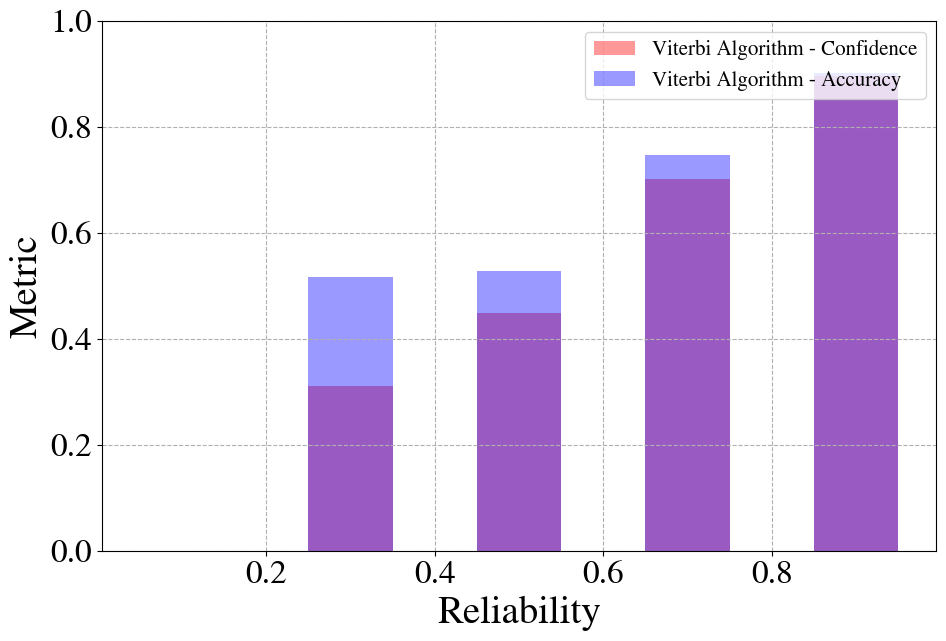 1.0
0.8
0.6
0.4
0.2
0.0
Metric
Viterbi Algorithm - Confidence
Viterbi Algorithm - Accuracy
0.2 0.4 0.6 0.8
Reliability